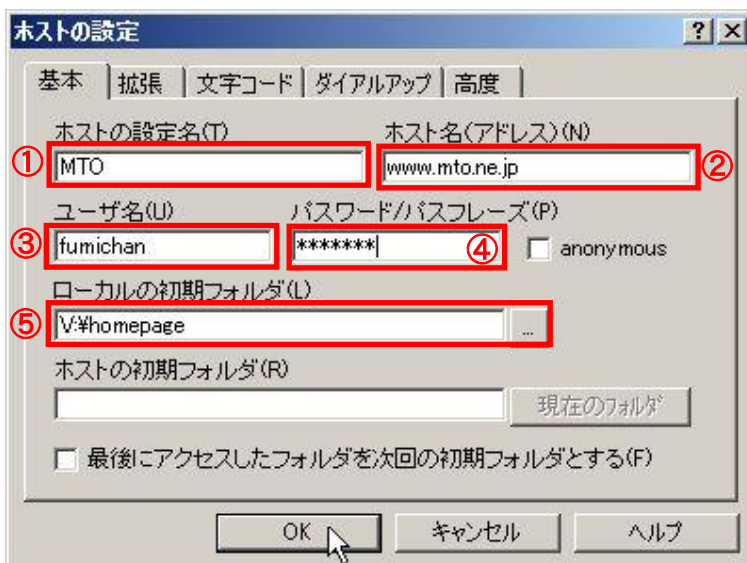 ホストの設定
基本 拡張 文字コード ダイアルアップ 高度
ホストの設定名(T) ホスト名(アドレス)(N)
① MTO www.mto.ne.jp ②
ユーザ名(U) パスワード/パスフレーズ(P)
③ fumichan ******* ④ anonymous
ローカルの初期フォルダ(L)
⑤ V:¥homepage ...
ホストの初期フォルダ(R)
現在のフォルダ
最後にアクセスしたフォルダを次回の初期フォルダとする(F)
OK キャンセル ヘルプ